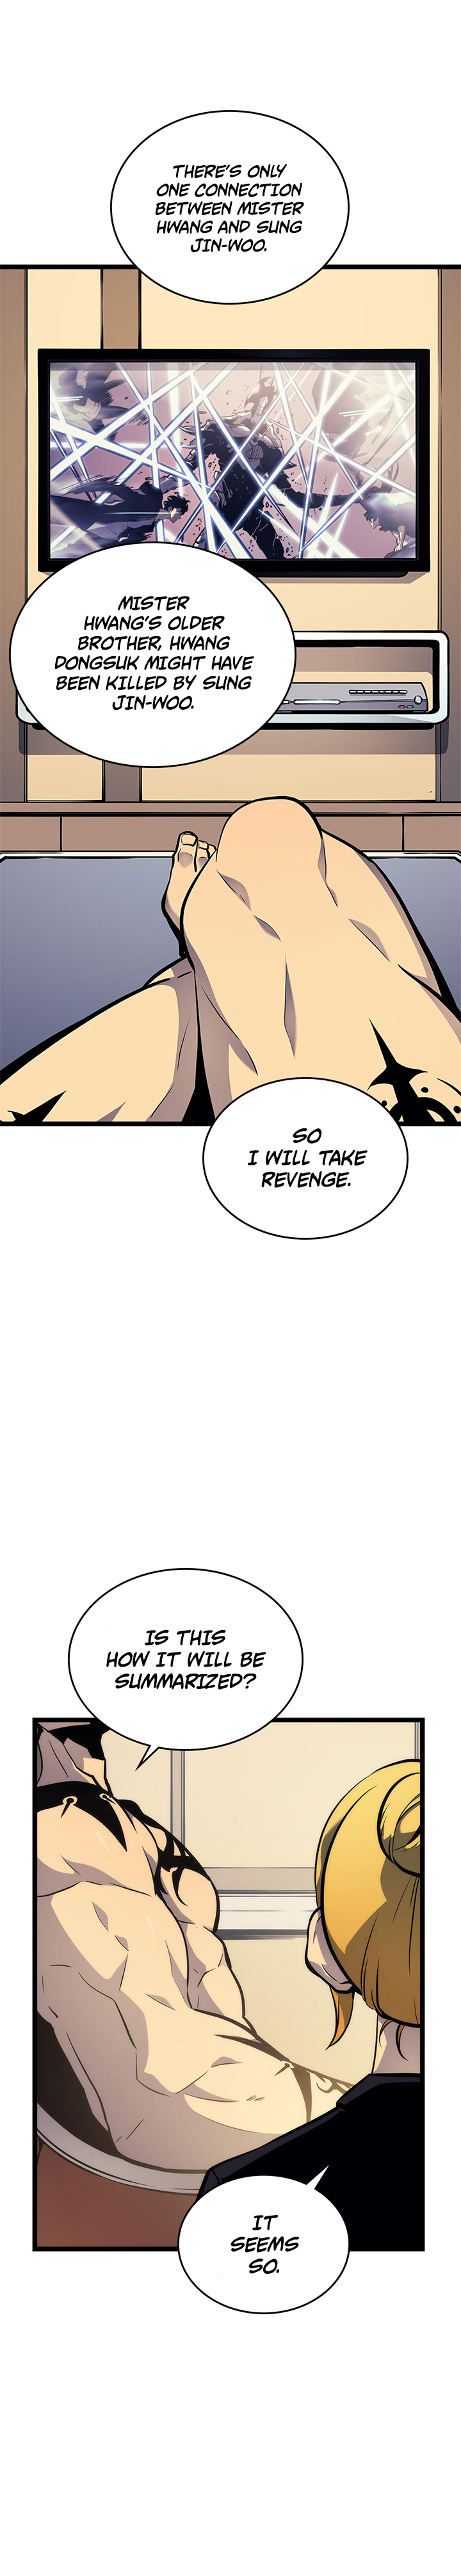 THERE'S ONLY
ONE CONNECTION
BETWEEN MISTER
HWANG AND SUNG
JIN-WOO.
MISTER
HWANG'S OLDER
BROTHER, HWANG
DONGSUK MIGHT HAVE
BEEN KILLED BY SUNG
JIN-WOO.
SO
I WILL TAKE
REVENGE.
IS THIS
HOW IT WILL BE
SUMMARIZED?
IT
SEEMS
SO.